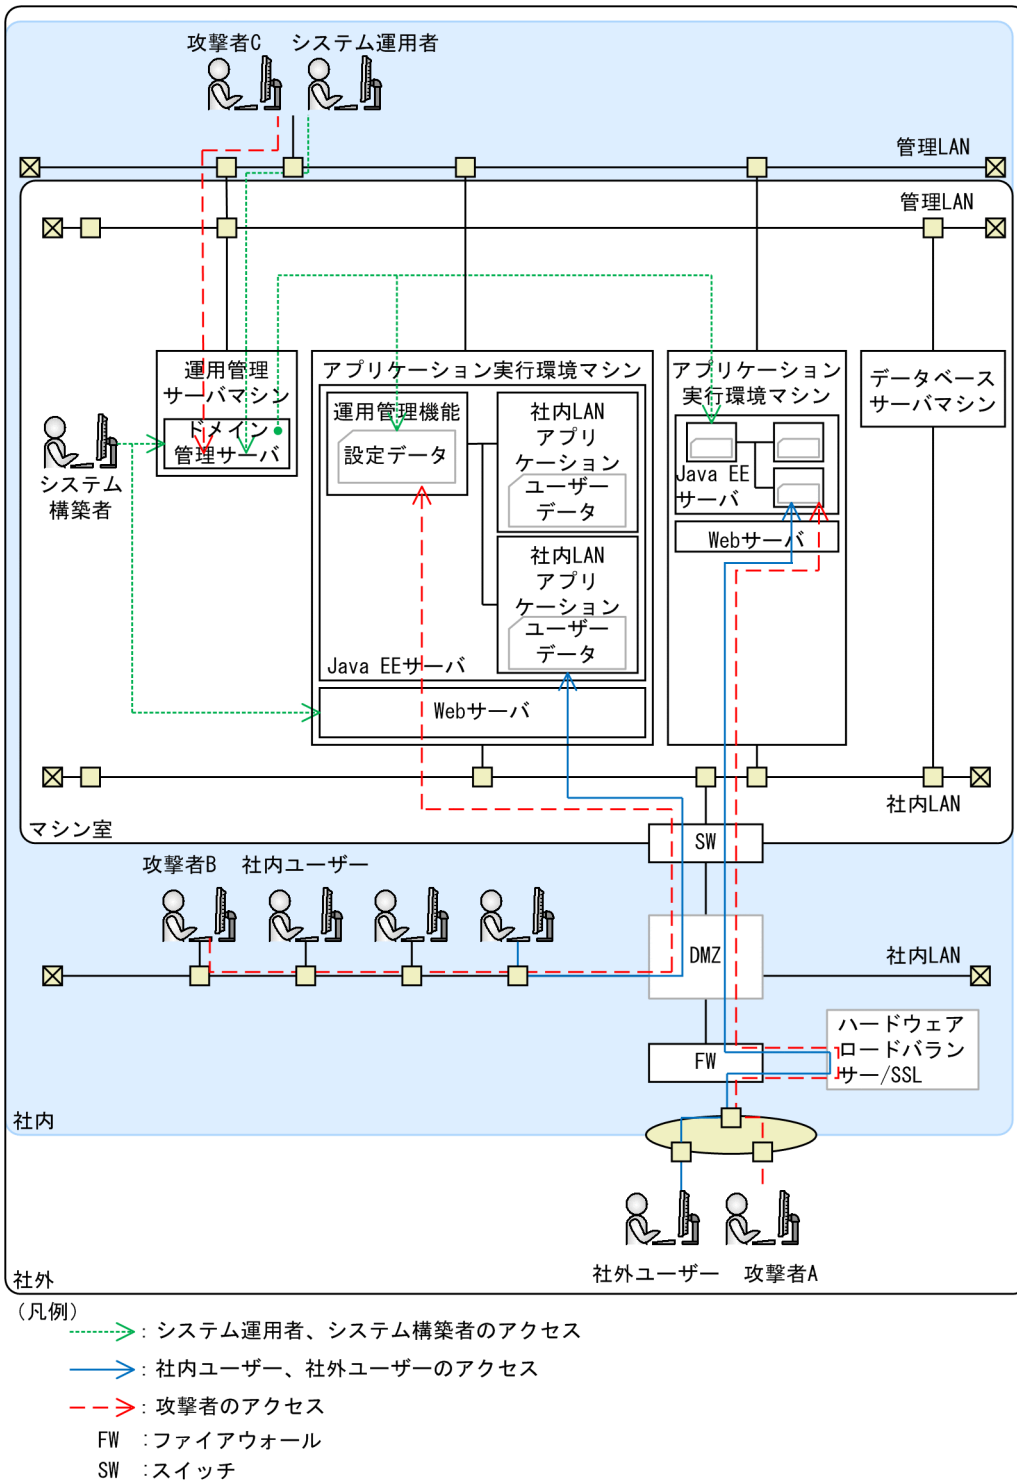 攻撃者C
システム運用者
管理LAN
管理LAN
運用管理
サーバマシン
ドメイン
管理サーバ
アプリケーション実行環境マシン
運用管理機能
設定データ
社内LAN
アプリ
ケーション
ユーザー
データ
社内LAN
アプリ
ケーション
ユーザー
データ
Java EEサーバ
Webサーバ
アプリケーション
実行環境マシン
Java EE
サーバ
Webサーバ
データベース
サーバマシン
システム
構築者
社内LAN
マシン室
SW
攻撃者B
社内ユーザー
DMZ
社内LAN
FW
ハードウェア
ロードバラン
サー/SSL
社内
社外ユーザー
攻撃者A
社外
(凡例)
: システム運用者、システム構築者のアクセス
: 社内ユーザー、社外ユーザーのアクセス
: 攻撃者のアクセス
FW :ファイアウォール
SW :スイッチ